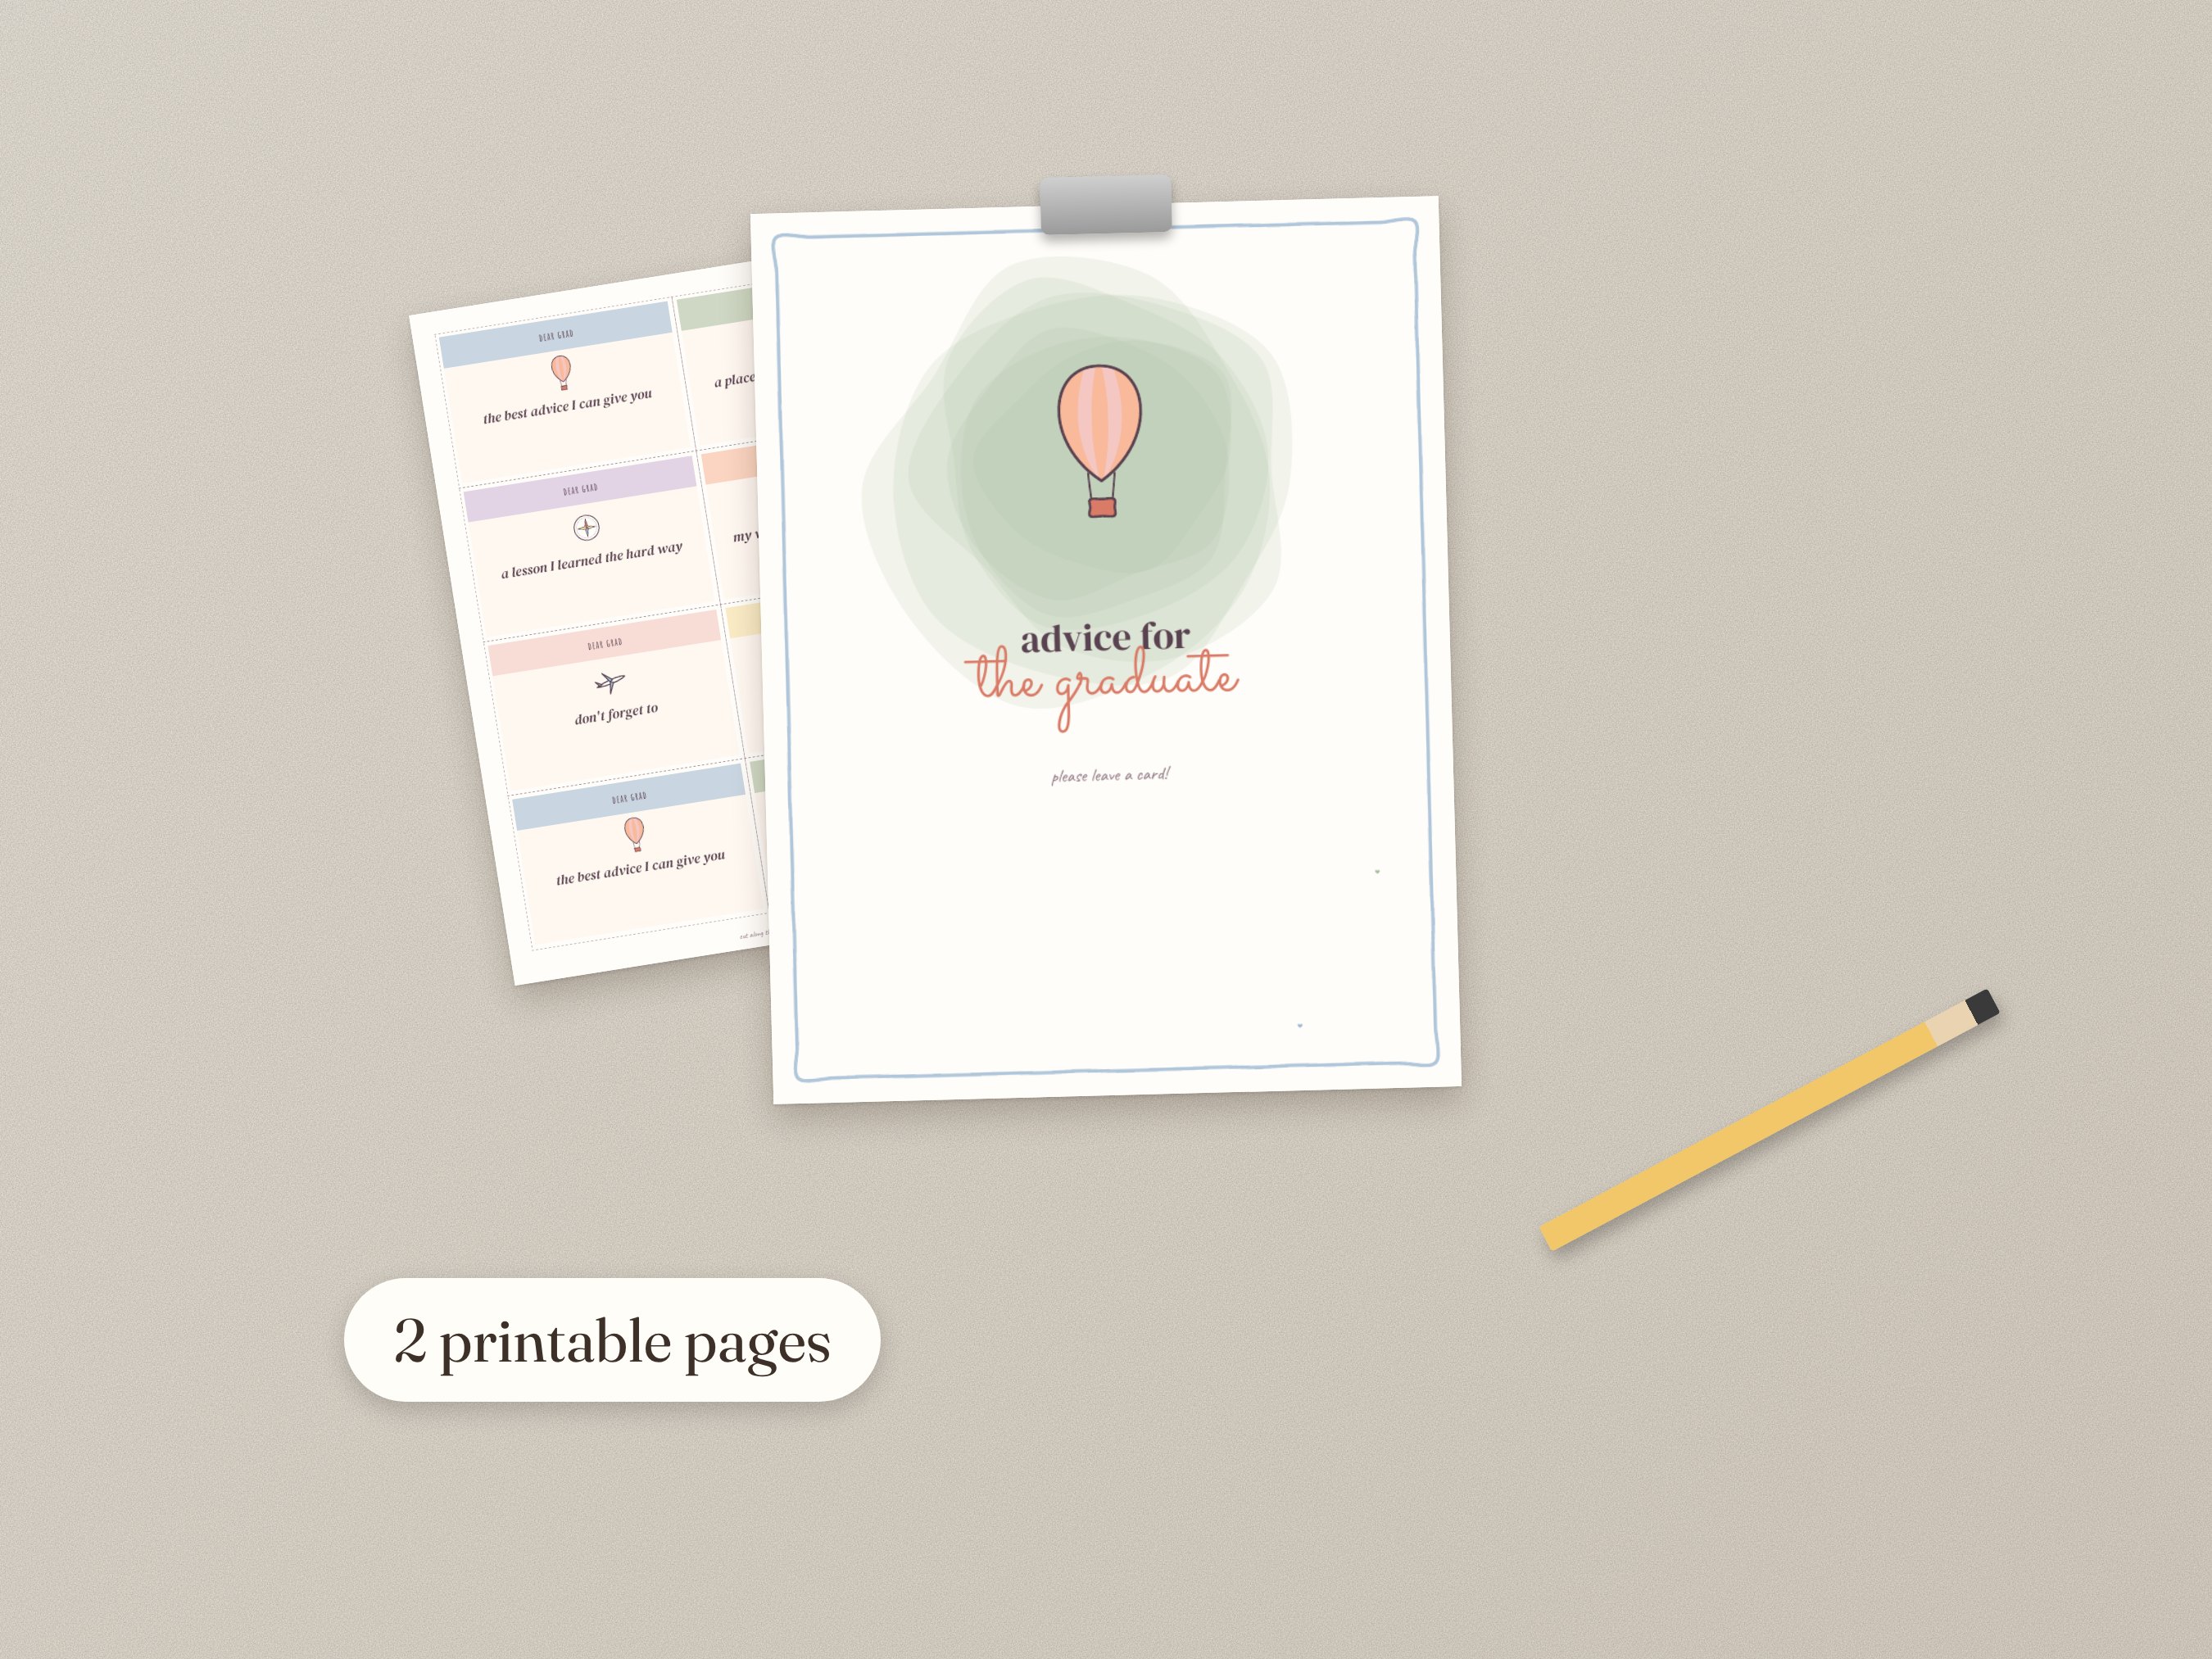 DEAR GRAD
the best advice I can give you
a place
DEAR GRAD
a lesson I learned the hard way
my
DEAR GRAD
don't forget to
DEAR GRAD
the best advice I can give you
cut along
advice for
the graduate
please leave a card!
2 printable pages